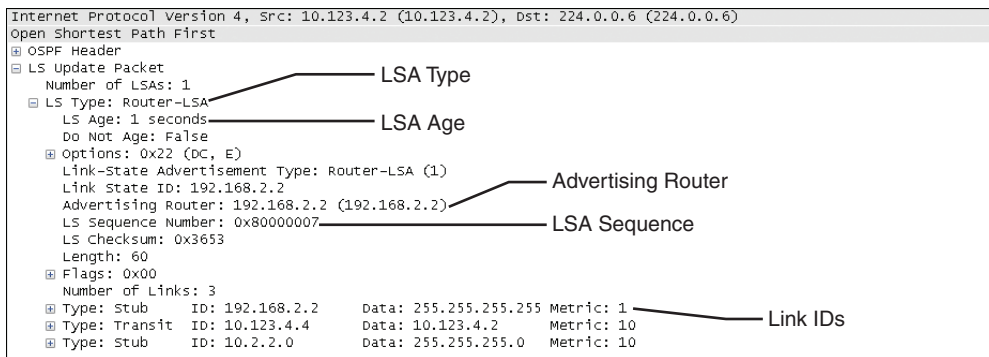 Internet Protocol Version 4, Src: 10.123.4.2 (10.123.4.2), Dst: 224.0.0.6 (224.0.0.6)
Open Shortest Path First
OSPF Header
LS Update Packet
LSA Type
Number of LSAs: 1
LS Type: Router-LSA
LS Age: 1 seconds
LSA Age
Do Not Age: False
Options: 0x22 (DC, E)
Link-State Advertisement Type: Router-LSA (1)
Link State ID: 192.168.2.2
Advertising Router
Advertising Router: 192.168.2.2 (192.168.2.2)
LS Sequence Number: 0x80000007
LSA Sequence
LS Checksum: 0x3653
Length: 60
Flags: 0x00
Number of Links: 3
Type: Stub ID: 192.168.2.2 Data: 255.255.255.255 Metric: 1
Link IDs
Type: Transit ID: 10.123.4.4 Data: 10.123.4.2 Metric: 10
Type: Stub ID: 10.2.2.0 Data: 255.255.255.0 Metric: 10